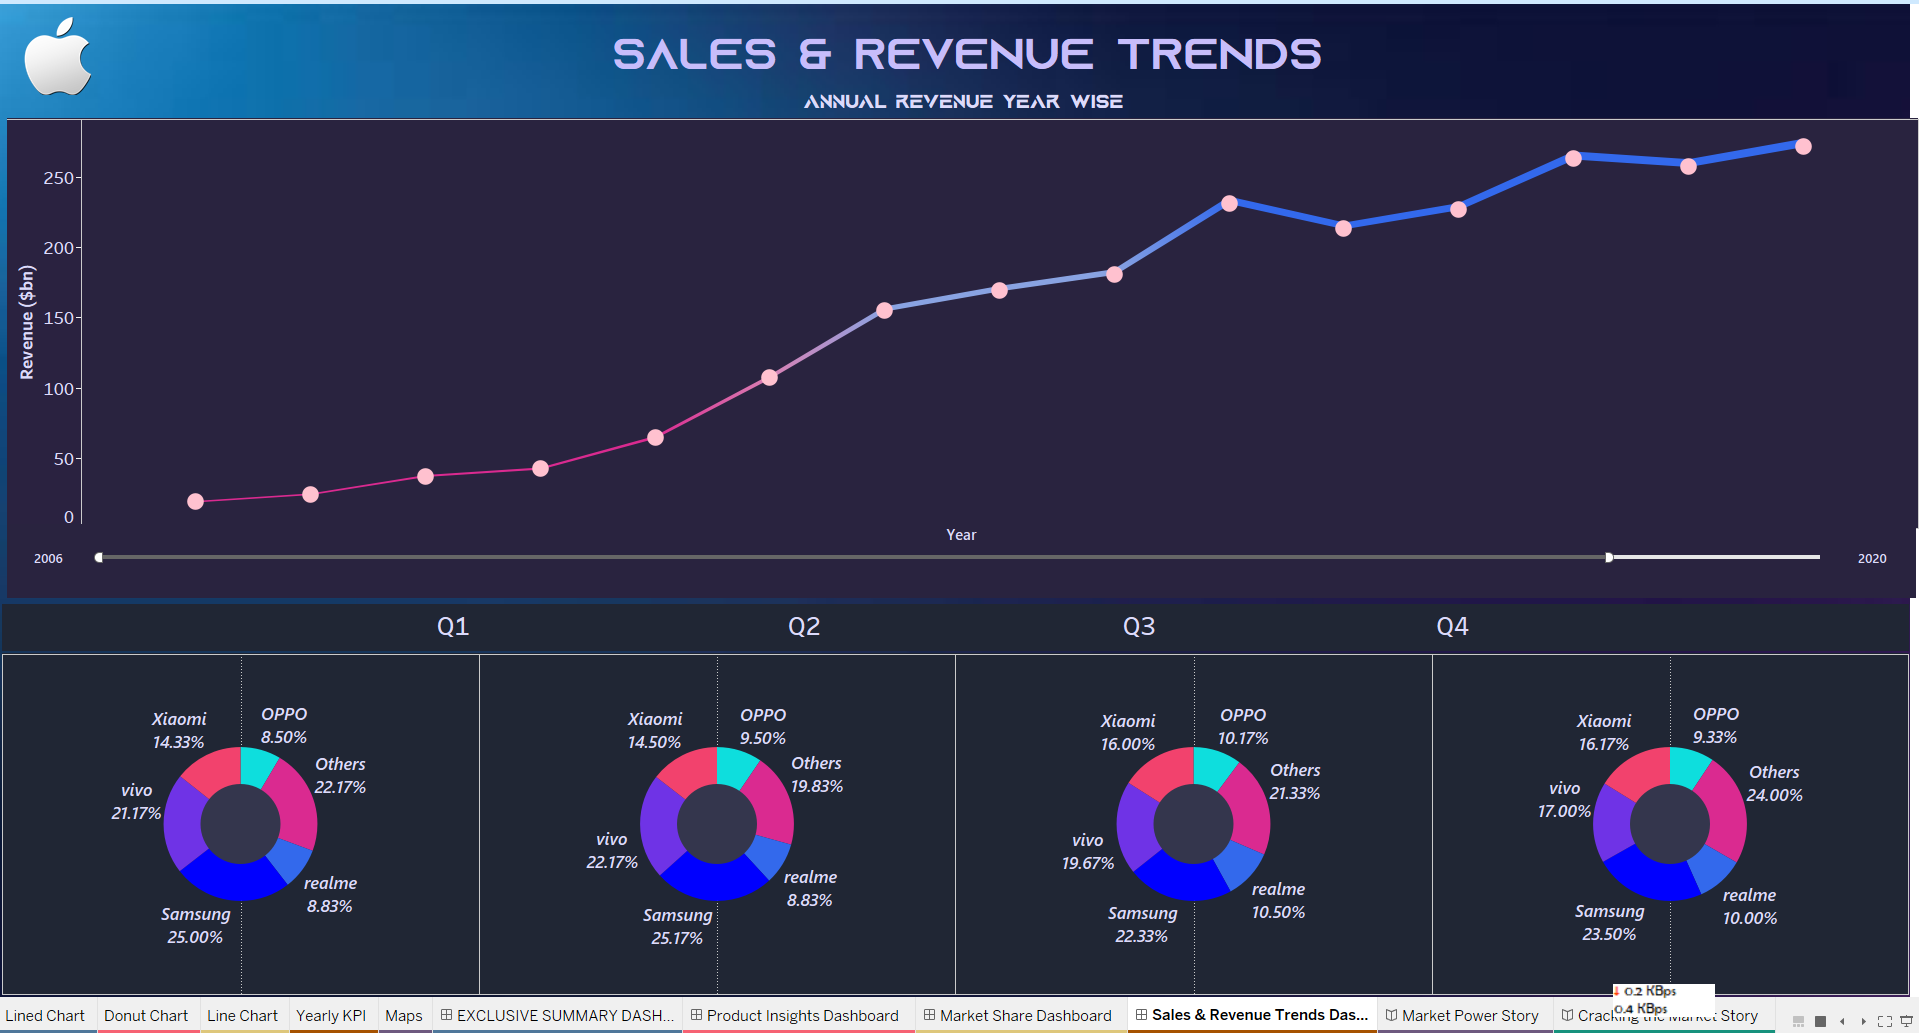 SALES & REVENUE TRENDS
ANNUAL REVENUE YEAR WISE
Revenue ($bn)
250
200
150
100
50
0
Year
2006
2020
Q1 Q2 Q3 Q4
Xiaomi
14.33%
OPPO
8.50%
Others
22.17%
vivo
21.17%
realme
8.83%
Samsung
25.00%
Xiaomi
14.50%
OPPO
9.50%
Others
19.83%
vivo
22.17%
realme
8.83%
Samsung
25.17%
Xiaomi
16.00%
OPPO
10.17%
Others
21.33%
vivo
19.67%
realme
10.50%
Samsung
22.33%
Xiaomi
16.17%
OPPO
9.33%
Others
24.00%
vivo
17.00%
realme
10.00%
Samsung
23.50%
0.2 KBps
0.4 KBps
Lined Chart Donut Chart Line Chart Yearly KPI Maps EXCLUSIVE SUMMARY DASH... Product Insights Dashboard Market Share Dashboard Sales & Revenue Trends Das... Market Power Story Cracking the Market Story